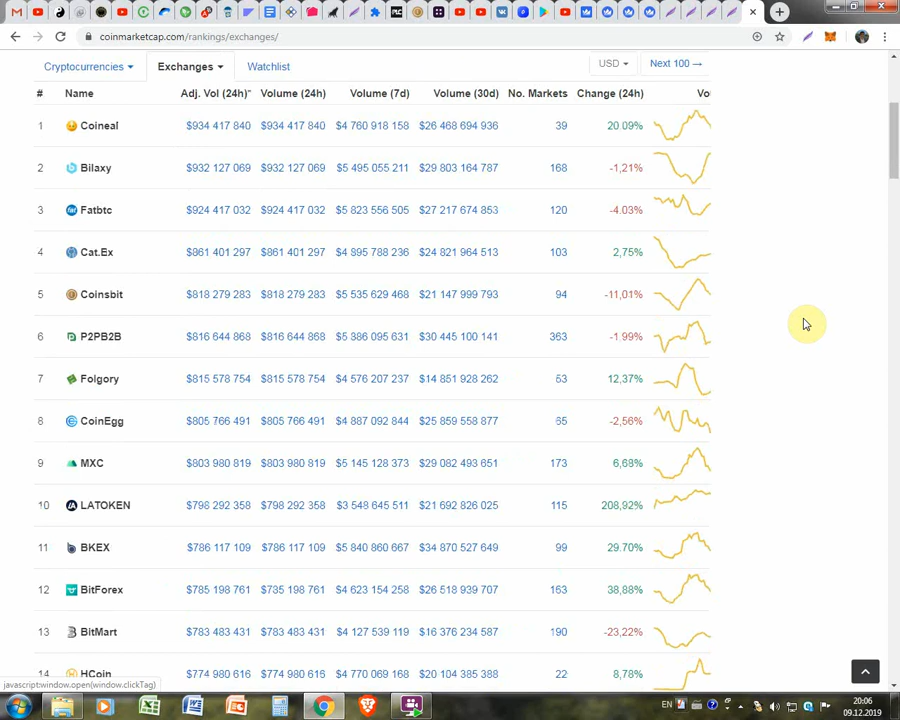 coinmarketcap.com/rankings/exchanges/
Cryptocurrencies Exchanges Watchlist USD Next 100 →
# Name Adj. Vol (24h)* Volume (24h) Volume (7d) Volume (30d) No. Markets Change (24h) Vo
1 Coineal $934 417 840 $934 417 840 $4 760 918 158 $26 468 694 936 39 20 09%
2 Bilaxy $932 127 069 $932 127 069 $5 495 055 211 $29 803 164 787 168 -1,21%
3 Fatbtc $924 417 032 $924 417 032 $5 823 556 505 $27 217 674 853 120 -4.03%
4 Cat.Ex $861 401 297 $861 401 297 $4 895 788 236 $24 821 964 513 103 2,75%
5 Coinsbit $818 279 283 $818 279 283 $5 535 629 468 $21 147 999 793 94 -11,01%
6 P2PB2B $816 644 868 $816 644 868 $5 386 095 631 $30 445 100 141 363 -1.99%
7 Folgory $815 578 754 $815 578 754 $4 576 207 237 $14 851 928 262 53 12,37%
8 CoinEgg $805 766 491 $805 766 491 $4 887 092 844 $25 859 558 877 65 -2,56%
9 MXC $803 980 819 $803 980 819 $5 145 128 373 $29 082 493 651 173 6,68%
10 LATOKEN $798 292 358 $798 292 358 $3 548 645 511 $21 692 826 025 115 208,92%
11 BKEX $786 117 109 $786 117 109 $5 840 860 667 $34 870 527 649 99 29.70%
12 BitForex $785 198 761 $735 198 761 $4 623 154 258 $26 518 939 707 153 38,88%
13 BitMart $783 483 431 $783 483 431 $4 127 539 119 $16 376 234 587 190 -23,22%
14 HCoin $774 980 616 $774 980 616 $4 770 069 168 $20 104 385 388 22 8,78%
javascript:window.open(window.clickTag)
EN 20:06
09.12.2019